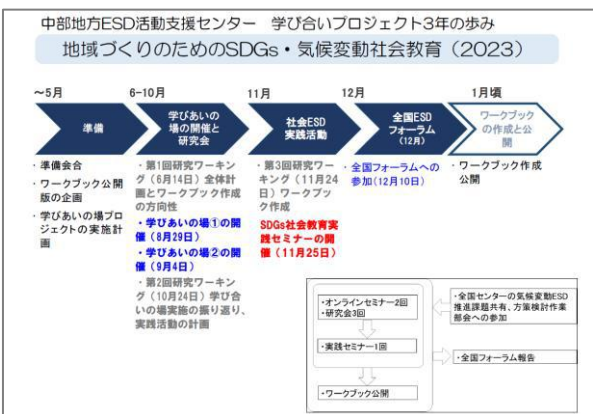 中部地方ESD活動支援センター　学び合いプロジェクト3年の歩み
地域づくりのためのSDGs・気候変動社会教育（2023）
～5月
6-10月
11月
12月
1月頃
準備
学びあいの
場の開催と
研究会
社会ESD
実践活動
全国ESD
フォーラム
(12月)
ワークブック
の作成と公
開
・準備会合
・ワークブック公開
版の企画
・学びあいの場プロ
ジェクトの実施計
画
・第1回研究ワーキン
グ（6月14日）全体計
画とワークブック作成
の方向性
・学びあいの場①の開
催（8月29日）
・学びあいの場②の開
催（9月4日）
・第2回研究ワーキン
グ（10月24日）学び合
いの場実施の振り返り、
実践活動の計画
・第3回研究ワー
キング（11月24
日）ワークブッ
ク作成
SDGs社会教育実
践セミナーの開
催（11月25日）
・全国フォーラムへの
参加(12月10日)
・ワークブック作成
公開
・オンラインセミナー2回
・研究会3回
・実践セミナー1回
・ワークブック公開
・全国センターの気候変動ESD
推進課題共有、方策検討作業
部会への参加
・全国フォーラム報告